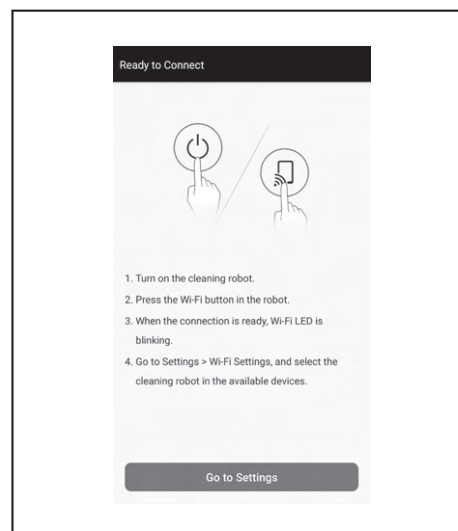 Ready to Connect
1. Turn on the cleaning robot.
2. Press the Wi-Fi button in the robot.
3. When the connection is ready, Wi-Fi LED is
blinking.
4. Go to Settings > Wi-Fi Settings, and select the
cleaning robot in the available devices.
Go to Settings